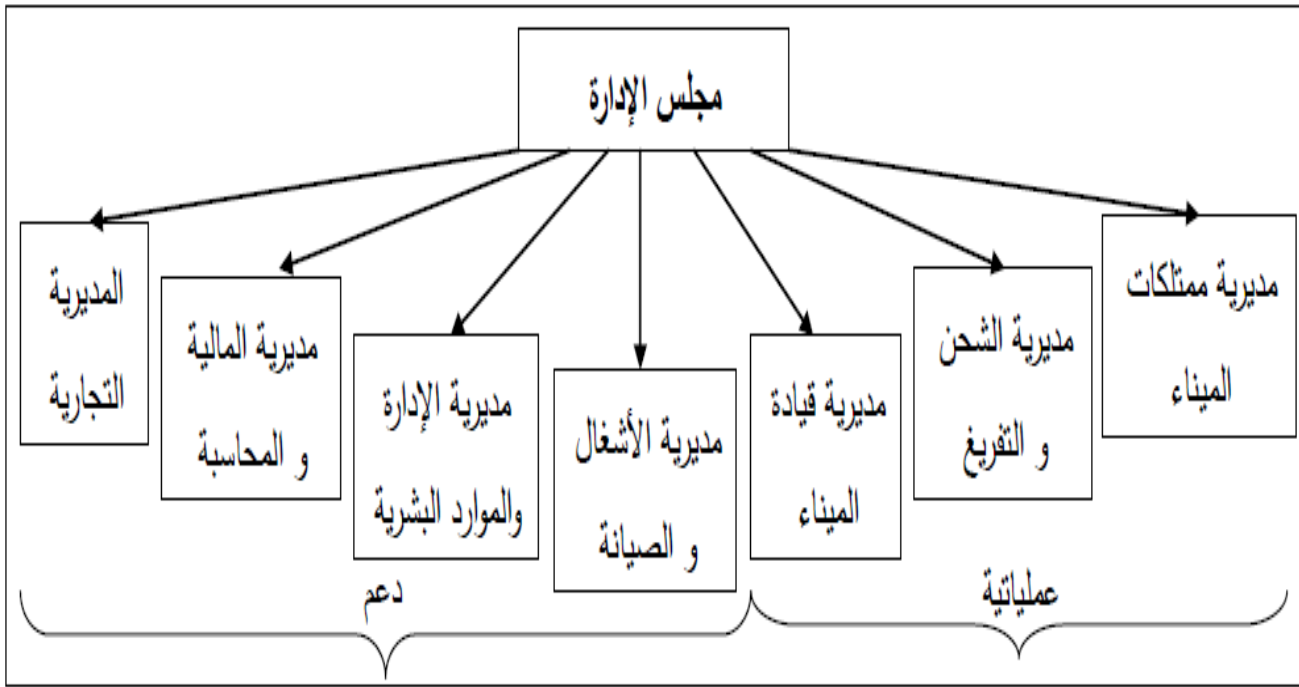 مجلس الإدارة
مديرية ممتلكات
الميناء
مديرية الشحن
و التفريغ
مديرية قيادة
الميناء
مديرية الأشغال
و الصيانة
مديرية الإدارة
والموارد البشرية
مديرية المالية
و المحاسبة
المديرية
التجارية
عملياتية
دعم